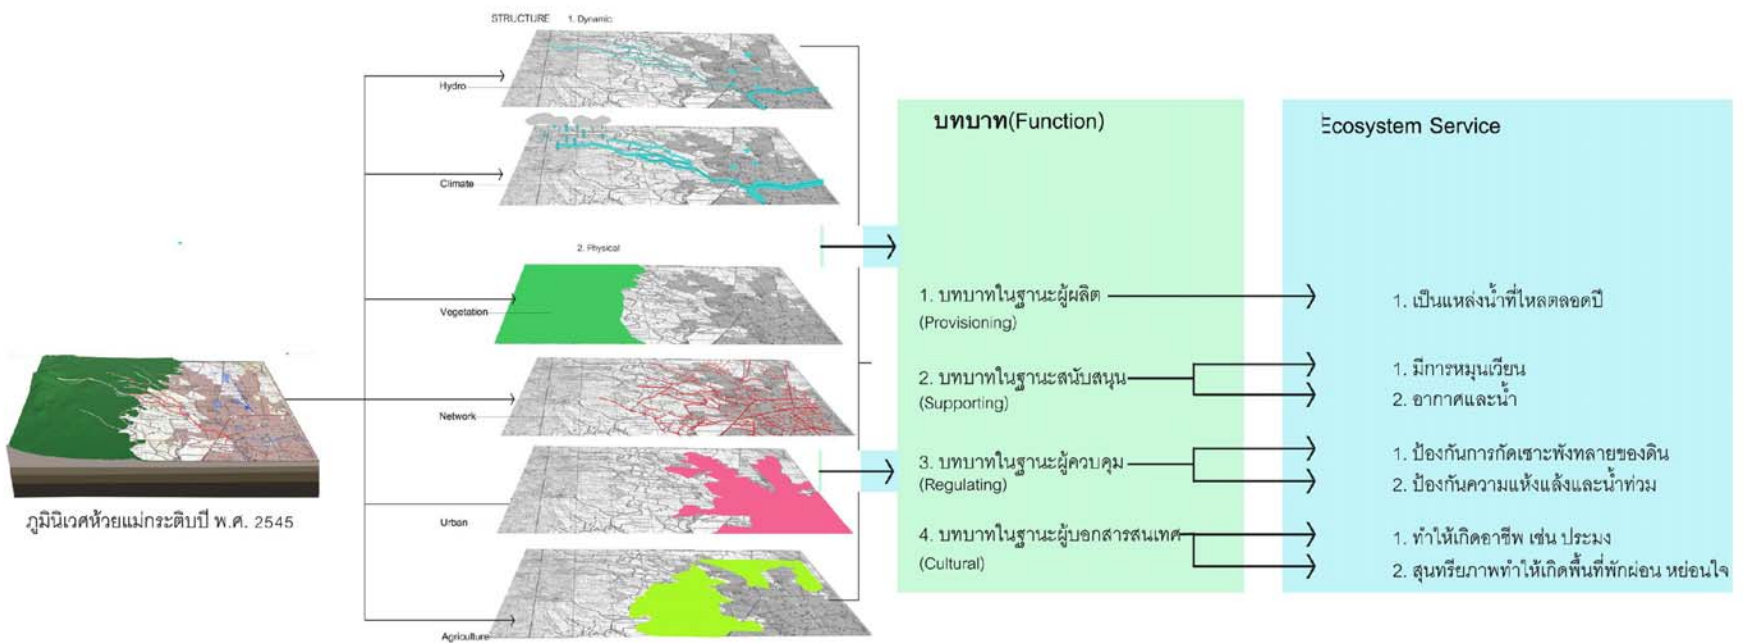 STRUCTURE 1. Dynamic
Hydro
Climate
2. Physical
Vegetation
Network
Urban
Agriculture
ภูมินิเวศห้วยแม่กระติบปี พ.ศ. 2545
บทบาท(Function)
1. บทบาทในฐานะผู้ผลิต
(Provisioning)
2. บทบาทในฐานะสนับสนุน
(Supporting)
3. บทบาทในฐานะผู้ควบคุม
(Regulating)
4. บทบาทในฐานะผู้บอกสารสนเทศ
(Cultural)
Ecosystem Service
1. เป็นแหล่งน้ำที่ไหลตลอดปี
1. มีการหมุนเวียน
2. อากาศและน้ำ
1. ป้องกันการกัดเซาะพังทลายของดิน
2. ป้องกันความแห้งแล้งและน้ำท่วม
1. ทำให้เกิดอาชีพ เช่น ประมง
2. สุนทรียภาพทำให้เกิดพื้นที่พักผ่อน หย่อนใจ